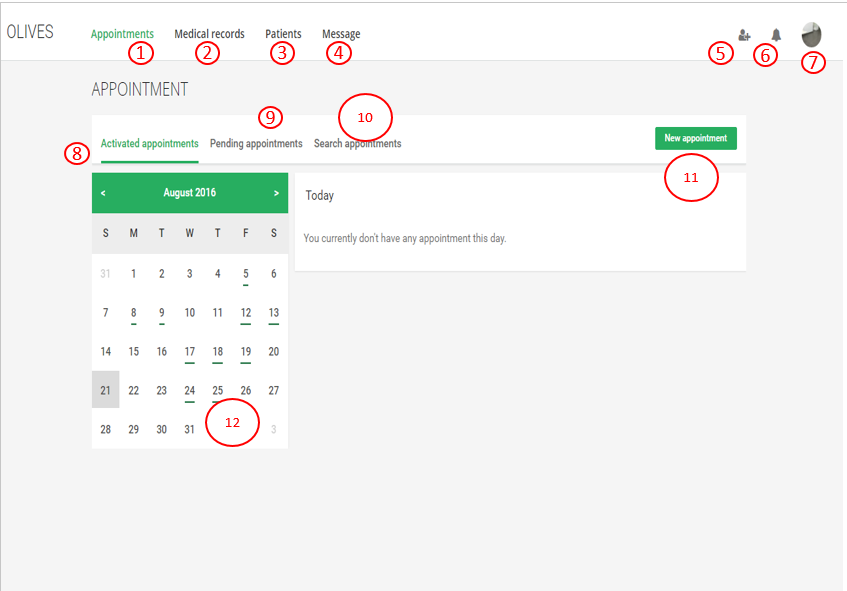 OLIVES
Appointments Medical records Patients Message
1 2 3 4 5 6 7
APPOINTMENT
9 10
Activated appointments Pending appointments Search appointments New appointment
8
11
< August 2016 >
Today
S M T W T F S
You currently don't have any appointment this day.
31 1 2 3 4 5 6
7 8 9 10 11 12 13
14 15 16 17 18 19 20
21 22 23 24 25 26 27
28 29 30 31 3
12